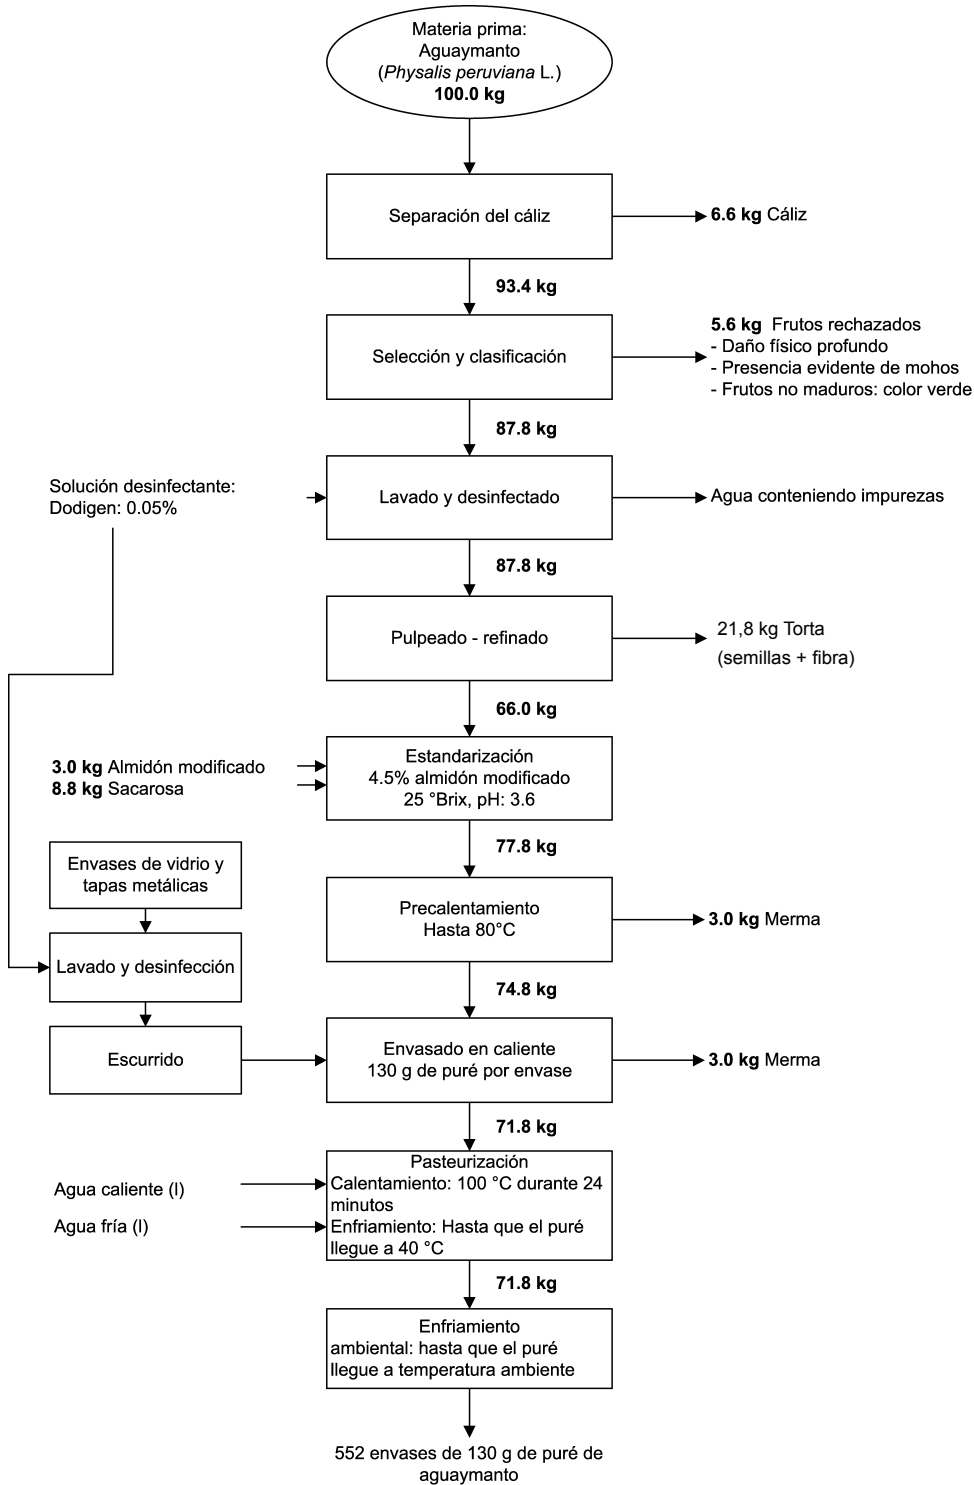 Materia prima:
Aguaymanto
(Physalis peruviana L.)
100.0 kg
Separación del cáliz
6.6 kg Cáliz
93.4 kg
Selección y clasificación
5.6 kg Frutos rechazados
- Daño físico profundo
- Presencia evidente de mohos
- Frutos no maduros: color verde
87.8 kg
Solución desinfectante:
Dodigen: 0.05%
Lavado y desinfectado
Agua conteniendo impurezas
87.8 kg
Pulpeado - refinado
21,8 kg Torta
(semillas + fibra)
66.0 kg
3.0 kg Almidón modificado
8.8 kg Sacarosa
Estandarización
4.5% almidón modificado
25 °Brix, pH: 3.6
77.8 kg
Envases de vidrio y
tapas metálicas
Precalentamiento
Hasta 80°C
3.0 kg Merma
Lavado y desinfección
74.8 kg
Escurrido
Envasado en caliente
130 g de puré por envase
3.0 kg Merma
71.8 kg
Agua caliente (l)
Agua fría (l)
Pasteurización
Calentamiento: 100 °C durante 24
minutos
Enfriamiento: Hasta que el puré
llegue a 40 °C
71.8 kg
Enfriamiento
ambiental: hasta que el puré
llegue a temperatura ambiente
552 envases de 130 g de puré de
aguaymanto